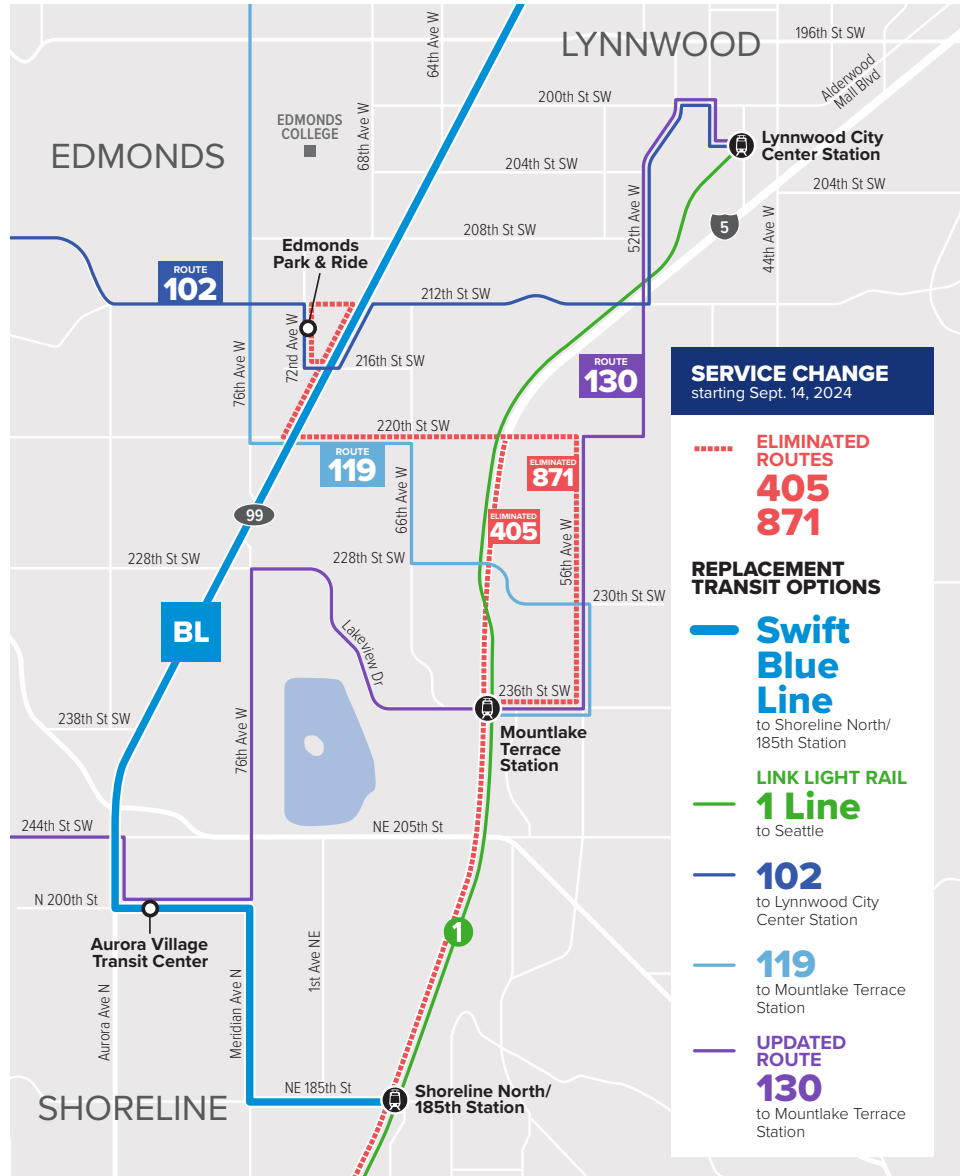 LYNNWOOD
196th St SW
64th Ave W
Alderwood
Mall Blvd
200th St SW
EDMONDS
COLLEGE
68th Ave W
EDMONDS
Lynnwood City
Center Station
204th St SW
204th St SW
52th Ave W
44th Ave W
5
208th St SW
Edmonds
Park & Ride
ROUTE
102
212th St SW
72nd Ave W
76th Ave W
216th St SW
ROUTE
130
220th St SW
ROUTE
119
ELIMINATED
871
66th Ave W
ELIMINATED
405
99
56th Ave W
228th St SW
228th St SW
230th St SW
BL
Lakeview Dr
236th St SW
238th St SW
76th Ave W
Mountlake
Terrace
Station
244th St SW
NE 205th St
N 200th St
Aurora Village
Transit Center
1
1st Ave NE
Aurora Ave N
Meridian Ave N
NE 185th St
Shoreline North/
185th Station
SHORELINE
SERVICE CHANGE
starting Sept. 14, 2024
ELIMINATED
ROUTES
405
871
REPLACEMENT
TRANSIT OPTIONS
Swift
Blue
Line
to Shoreline North/
185th Station
LINK LIGHT RAIL
1 Line
to Seattle
102
to Lynnwood City
Center Station
119
to Mountlake Terrace
Station
UPDATED
ROUTE
130
to Mountlake Terrace
Station